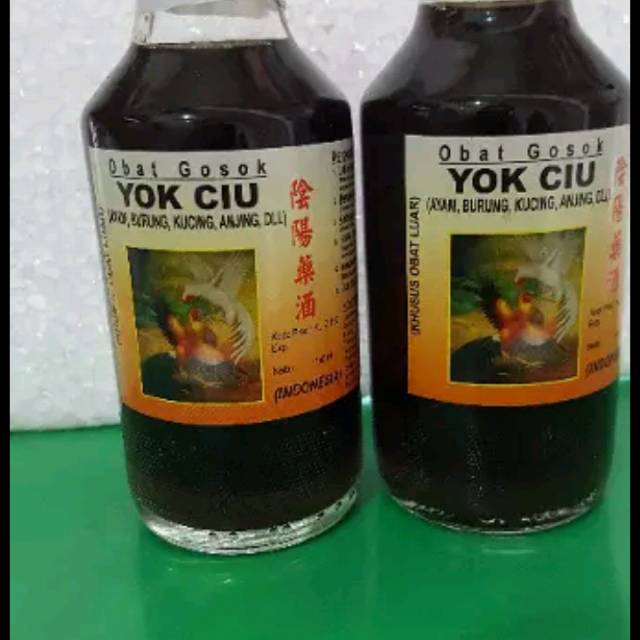 Obat Gosok
YOK CIU
(AYAM, BURUNG, KUCING, ANJING, DLL)
陰陽藥酒
(INDONESIA)
Obat Gosok
YOK CIU
(AYAM, BURUNG, KUCING, ANJING, DLL)
(KHUSUS OBAT LUAR)